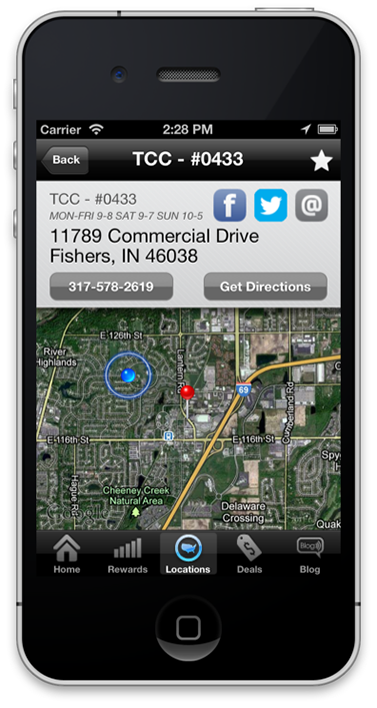 Carrier 2:28 PM
Back TCC - #0433
TCC - #0433
MON-FRI 9-8 SAT 9-7 SUN 10-5
f @
11789 Commercial Drive
Fishers, IN 46038
317-578-2619 Get Directions
E 126th St
River
Highlands
Lantern Rd
69
Cumberland Rd
E 116th St E 116th St
Hague Rd
Cheeney Creek
Natural Area
Delaware
Crossing
Co
Spy
Quak
Home Rewards Locations Deals Blog
Blog